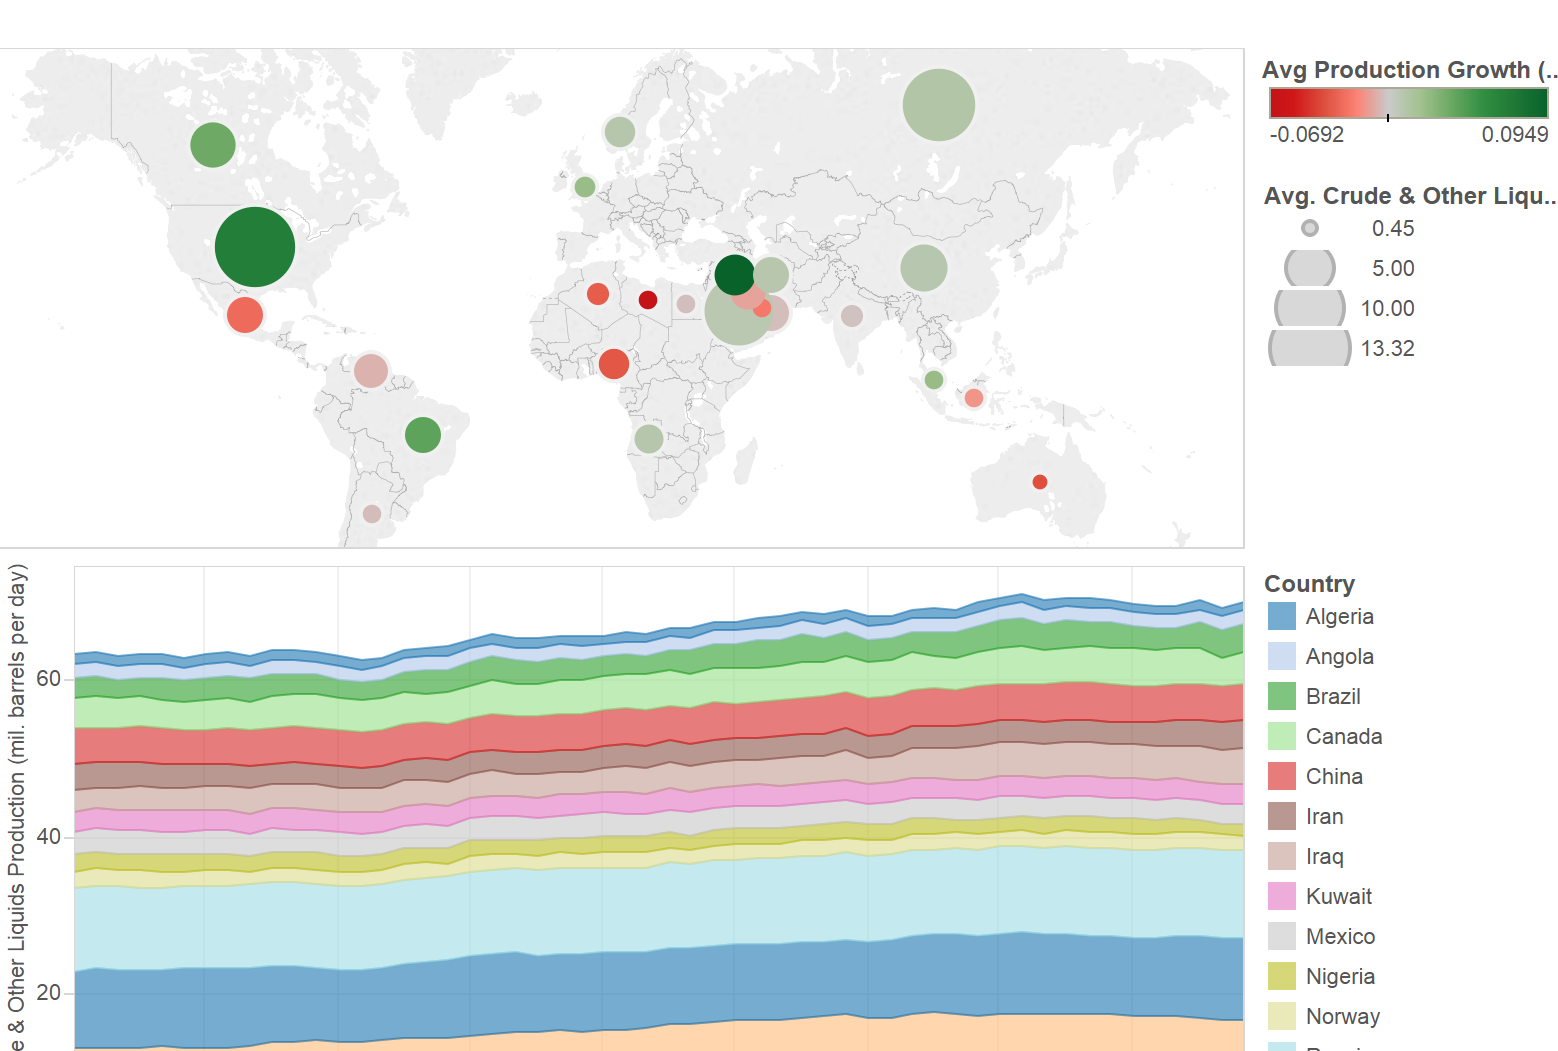 Avg Production Growth (..
-0.0692 0.0949
Avg. Crude & Other Liqu..
0.45
5.00
10.00
13.32
e & Other Liquids Production (mil. barrels per day)
60
40
20
Country
Algeria
Angola
Brazil
Canada
China
Iran
Iraq
Kuwait
Mexico
Nigeria
Norway